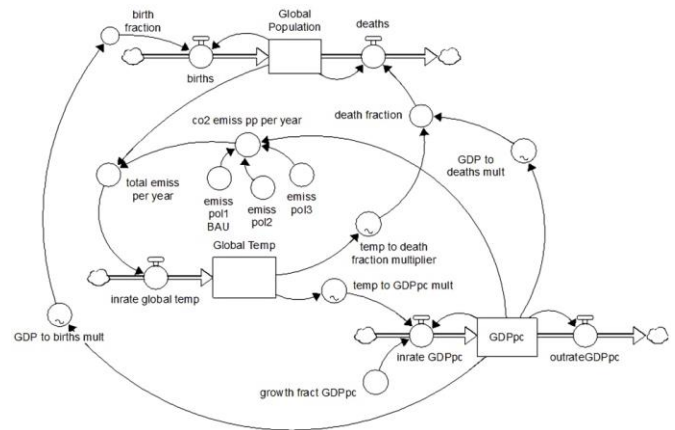 birth
fraction
Global
Population
deaths
births
death fraction
co2 emiss pp per year
GDP to
deaths mult
total emiss
per year
emiss
pol1
BAU
emiss
pol2
emiss
pol3
Global Temp
temp to death
fraction multiplier
inrate global temp
temp to GDPpc mult
GDP to births mult
inrate GDPpc
GDPpc
outrateGDPpc
growth fract GDPpc